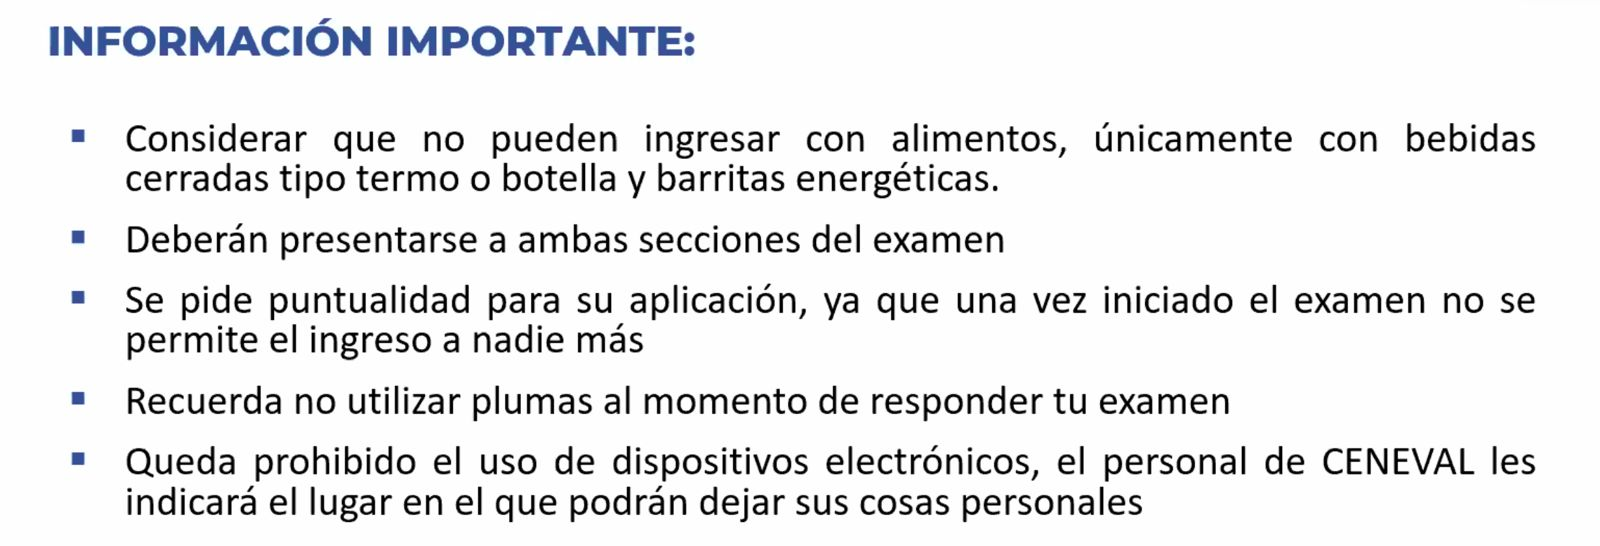 INFORMACIÓN IMPORTANTE:
▪ Considerar que no pueden ingresar con alimentos, únicamente con bebidas
cerradas tipo termo o botella y barritas energéticas.
▪ Deberán presentarse a ambas secciones del examen
▪ Se pide puntualidad para su aplicación, ya que una vez iniciado el examen no se
permite el ingreso a nadie más
▪ Recuerda no utilizar plumas al momento de responder tu examen
▪ Queda prohibido el uso de dispositivos electrónicos, el personal de CENEVAL les
indicará el lugar en el que podrán dejar sus cosas personales